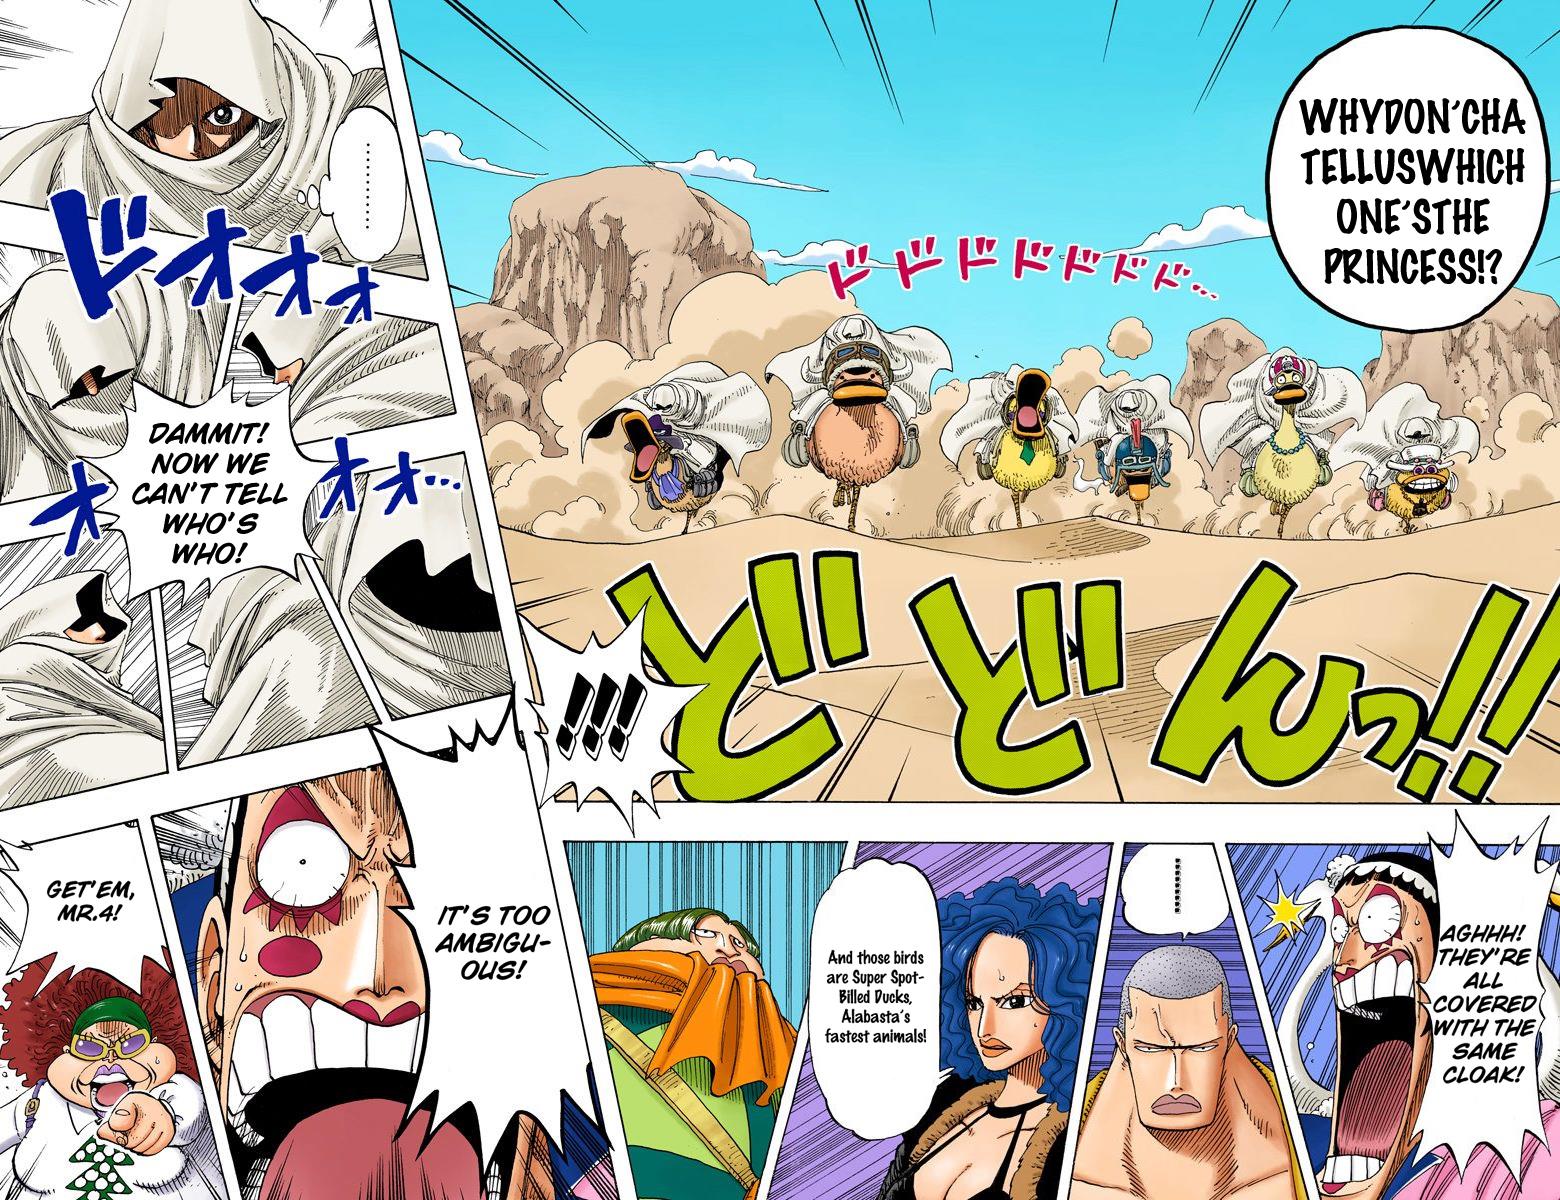 WHYDON'CHA
TELLUSWHICH
ONE'STHE
PRINCESS!?
ド ド ド ド ド ド ド...
どどんっ!!
AGHHH!
THEY'RE
ALL
COVERED
WITH THE
SAME
CLOAK!
..........
And those birds
are Super Spot-
Billed Ducks,
Alabasta's
fastest animals!
!!!
..........
ドオオオ
DAMMIT!
NOW WE
CAN'T TELL
WHO'S
WHO!
オオオ...
IT'S TOO
AMBIGU-
OUS!
GET'EM,
MR.4!